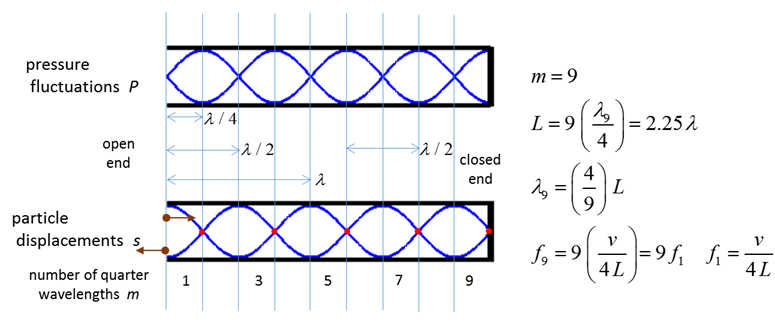 pressure
fluctuations P
λ / 4
open
end
λ / 2
λ / 2
closed
end
λ
particle
displacements s
number of quarter
wavelengths m
1 3 5 7 9
m = 9
L = 9 (λ₉/4) = 2.25 λ
λ₉ = (4/9) L
f₉ = 9 (v/4L) = 9 f₁ f₁ = v/4L